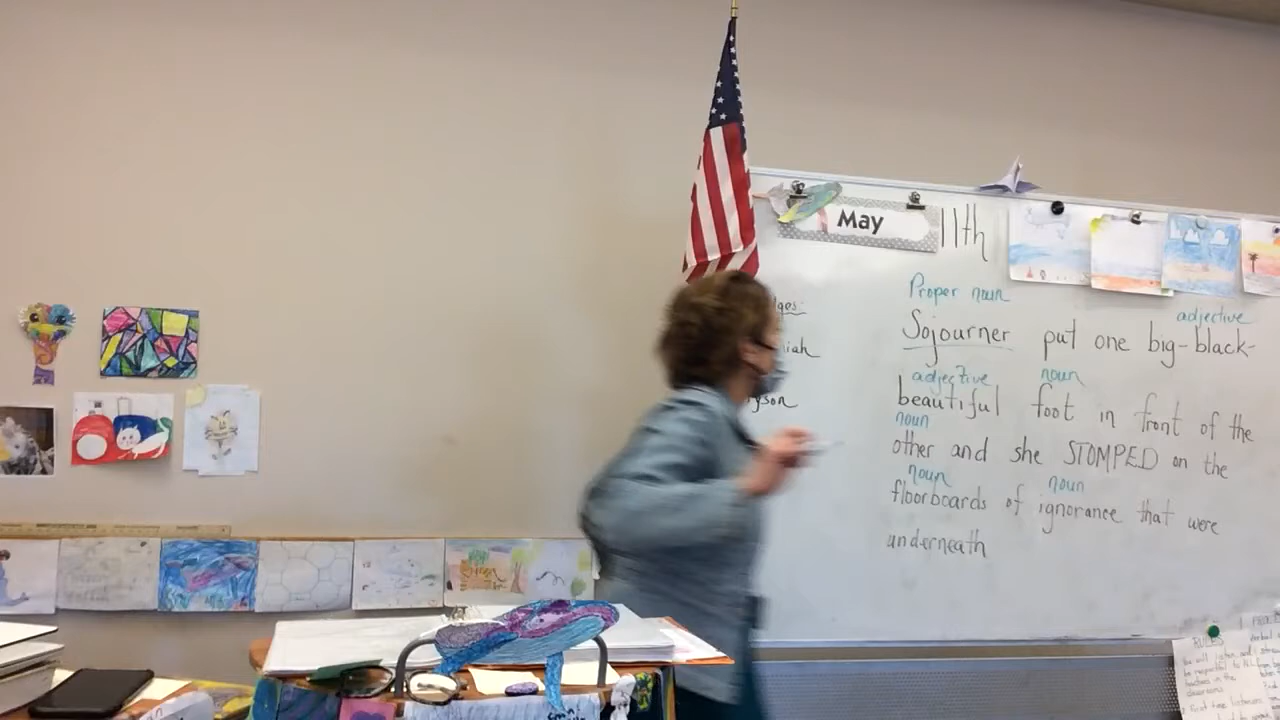 May 11th
Proper noun
adjective
Sojourner put one big-black-
adjective noun
beautiful foot in front of the
noun
other and she STOMPED on the
noun noun
floorboards of ignorance that were
underneath